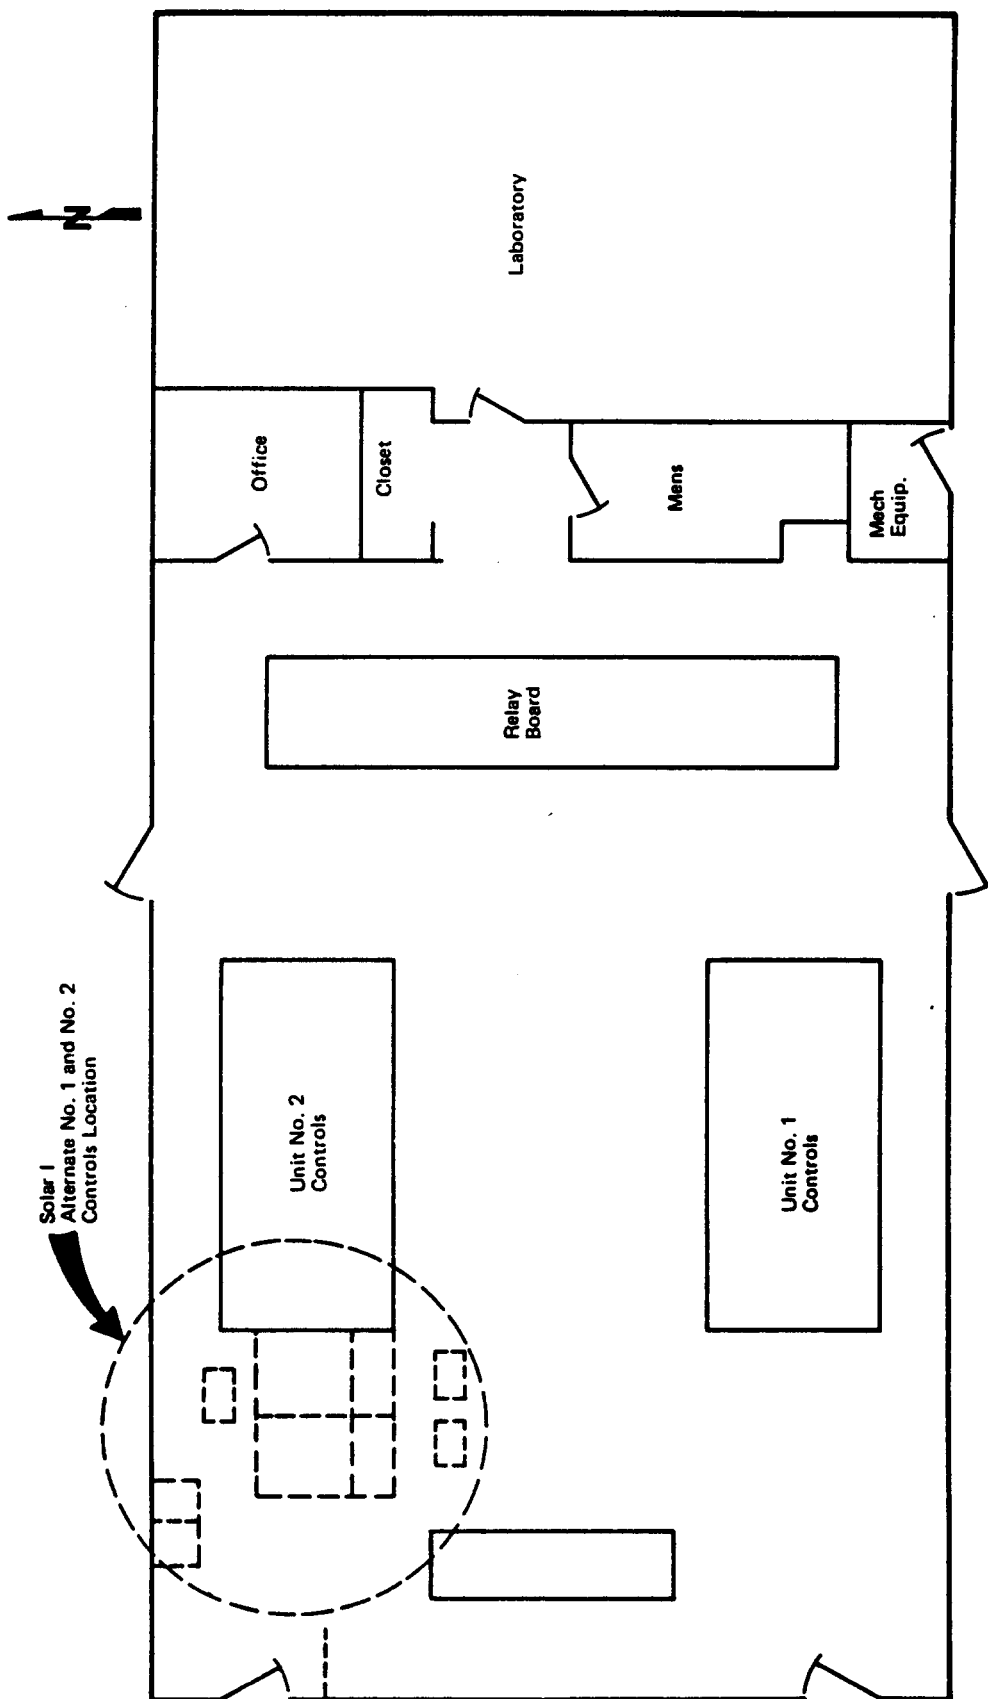 N
Solar I
Alternate No. 1 and No. 2
Controls Location
Unit No. 2
Controls
Unit No. 1
Controls
Relay
Board
Office
Closet
Mens
Mech
Equip.
Laboratory